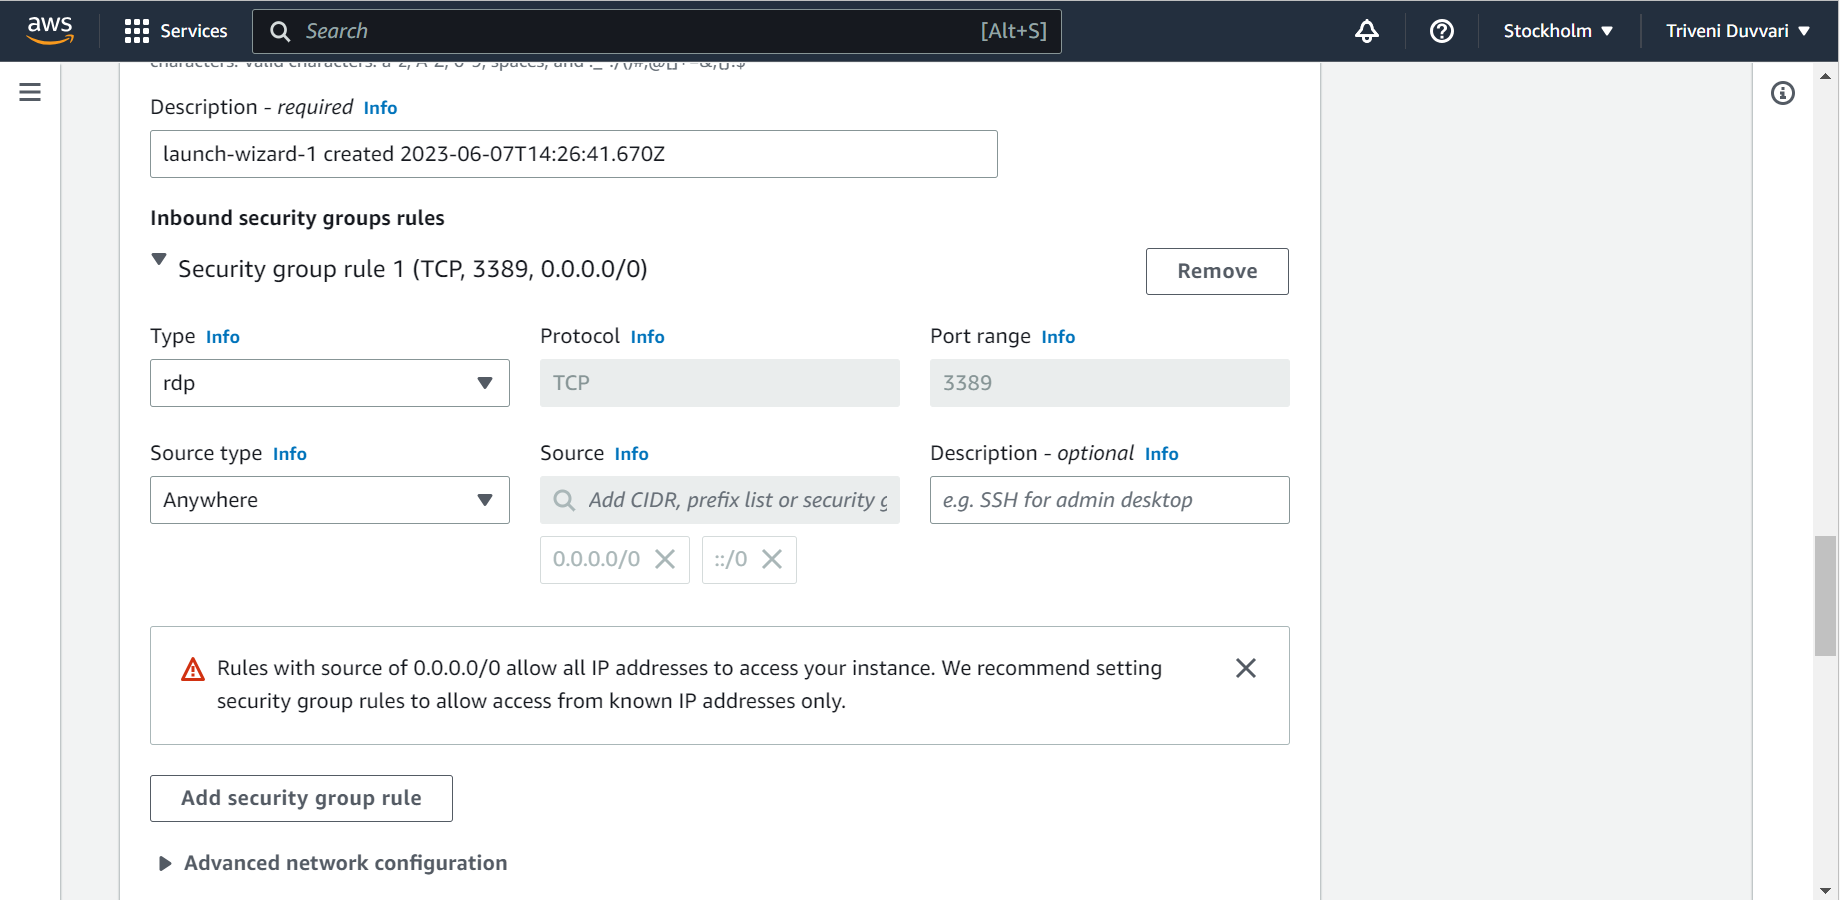 aws Services Search [Alt+S] Stockholm Triveni Duvvari
Description - required Info
launch-wizard-1 created 2023-06-07T14:26:41.670Z
Inbound security groups rules
Security group rule 1 (TCP, 3389, 0.0.0.0/0)
Remove
Type Info Protocol Info Port range Info
rdp TCP 3389
Source type Info Source Info Description - optional Info
Anywhere Add CIDR, prefix list or security g e.g. SSH for admin desktop
0.0.0.0/0 ::/0
Rules with source of 0.0.0.0/0 allow all IP addresses to access your instance. We recommend setting
security group rules to allow access from known IP addresses only.
Add security group rule
Advanced network configuration